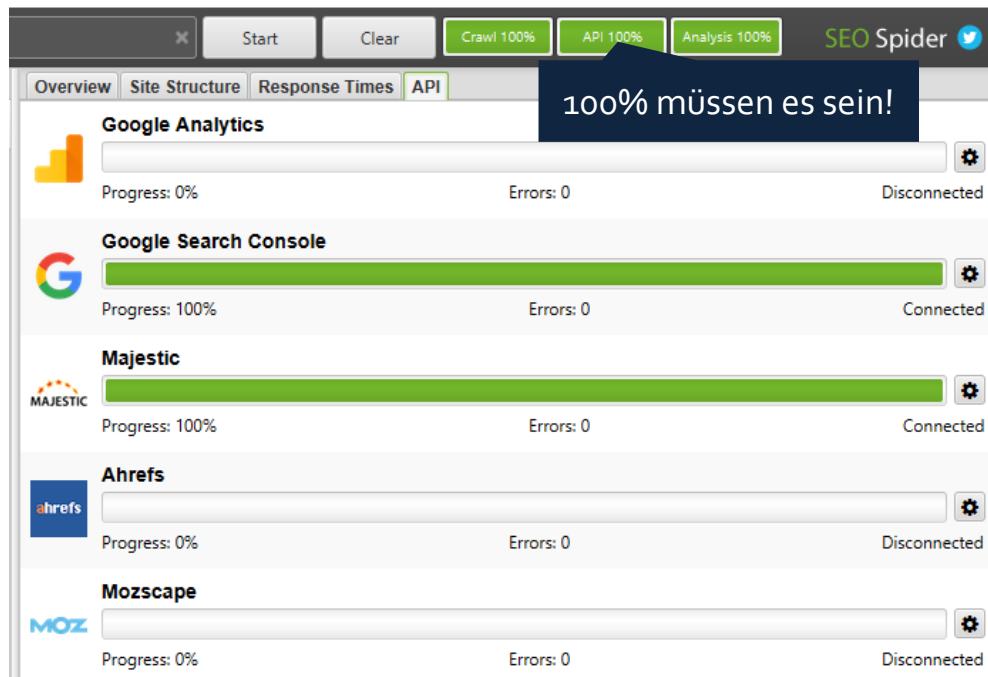 Start Clear Crawl 100% API 100% Analysis 100% SEO Spider
100% müssen es sein!
Overview Site Structure Response Times API
Google Analytics
Progress: 0% Errors: 0 Disconnected
Google Search Console
Progress: 100% Errors: 0 Connected
Majestic
MAJESTIC
Progress: 100% Errors: 0 Connected
Ahrefs
ahrefs
Progress: 0% Errors: 0 Disconnected
Mozscape
MOZ
Progress: 0% Errors: 0 Disconnected